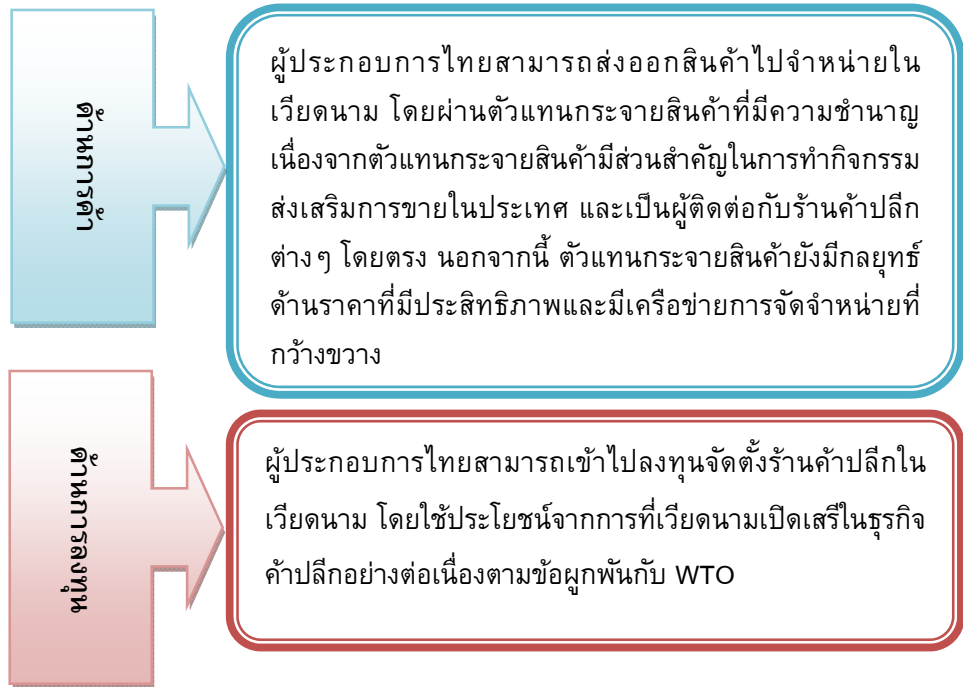 ด้านการค้า
ผู้ประกอบการไทยสามารถส่งออกสินค้าไปจำหน่ายใน
เวียดนาม โดยผ่านตัวแทนกระจายสินค้าที่มีความชำนาญ
เนื่องจากตัวแทนกระจายสินค้ามีส่วนสำคัญในการทำกิจกรรม
ส่งเสริมการขายในประเทศ และเป็นผู้ติดต่อกับร้านค้าปลีก
ต่างๆ โดยตรง นอกจากนี้ ตัวแทนกระจายสินค้ายังมีกลยุทธ์
ด้านราคาที่มีประสิทธิภาพและมีเครือข่ายการจัดจำหน่ายที่
กว้างขวาง
ด้านการลงทุน
ผู้ประกอบการไทยสามารถเข้าไปลงทุนจัดตั้งร้านค้าปลีกใน
เวียดนาม โดยใช้ประโยชน์จากการที่เวียดนามเปิดเสรีในธุรกิจ
ค้าปลีกอย่างต่อเนื่องตามข้อผูกพันกับ WTO